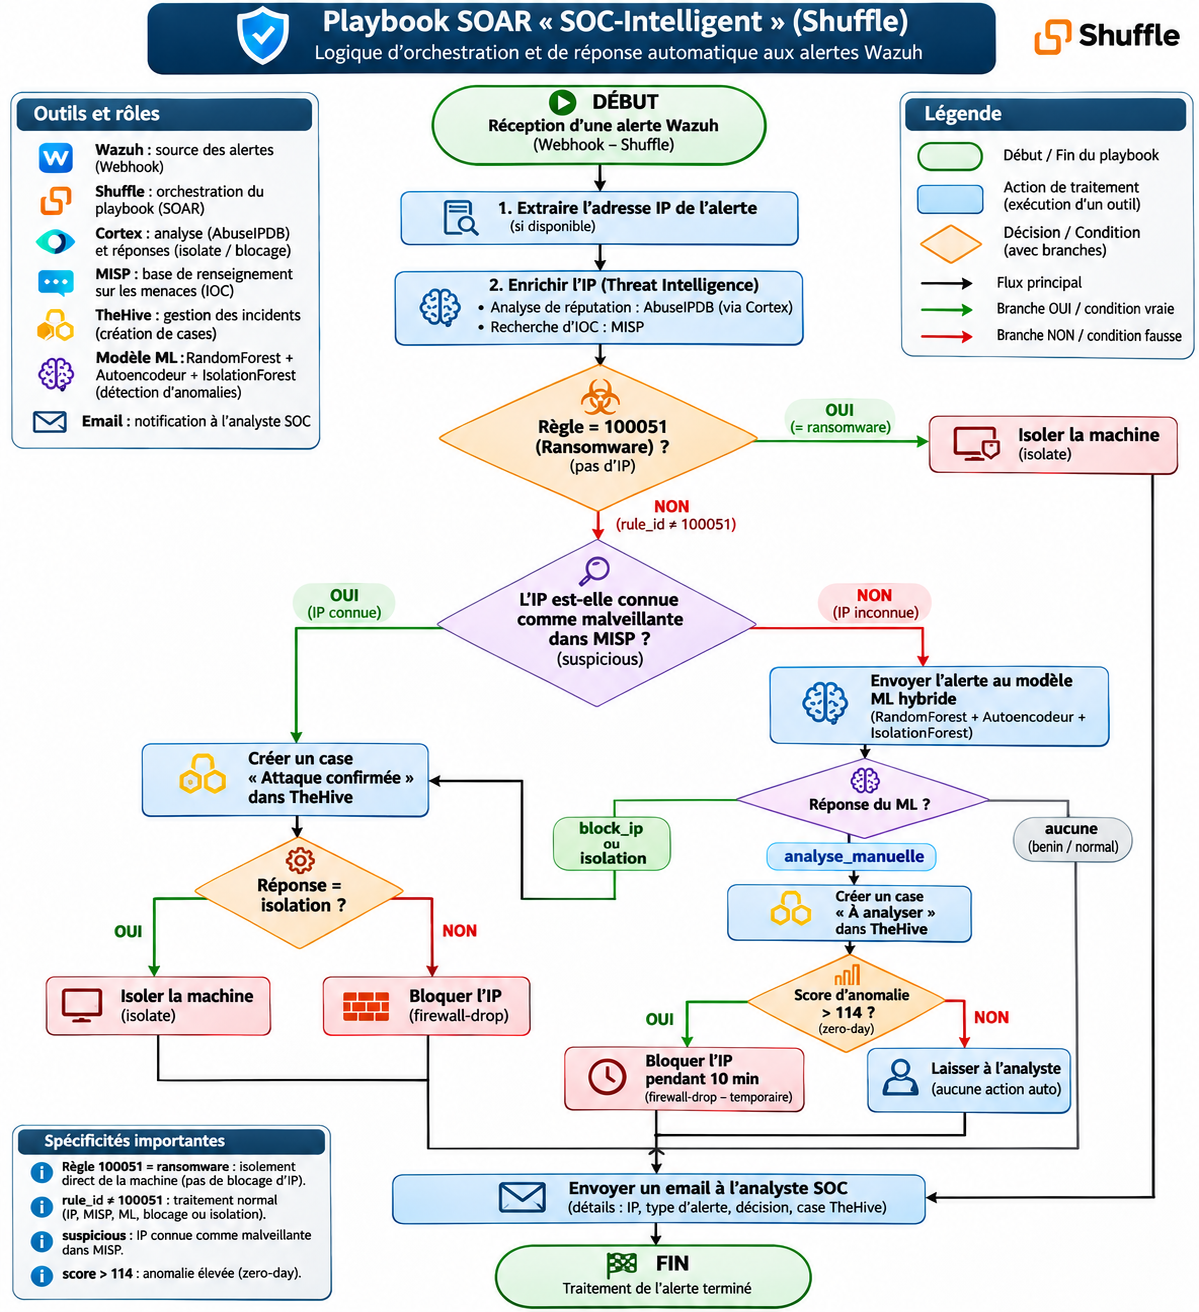 Playbook SOAR « SOC-Intelligent » (Shuffle)
Logique d'orchestration et de réponse automatique aux alertes Wazuh
Shuffle
Outils et rôles
Wazuh : source des alertes
(Webhook)
Shuffle : orchestration du
playbook (SOAR)
Cortex : analyse (AbuseIPDB)
et réponses (isolate / blocage)
MISP : base de renseignement
sur les menaces (IOC)
TheHive : gestion des incidents
(création de cases)
Modèle ML : RandomForest +
Autoencodeur + IsolationForest
(détection d'anomalies)
Email : notification à l'analyste SOC
DÉBUT
Réception d'une alerte Wazuh
(Webhook – Shuffle)
1. Extraire l'adresse IP de l'alerte
(si disponible)
2. Enrichir l'IP (Threat Intelligence)
• Analyse de réputation : AbuseIPDB (via Cortex)
• Recherche d'IOC : MISP
Légende
Début / Fin du playbook
Action de traitement
(exécution d'un outil)
Décision / Condition
(avec branches)
Flux principal
Branche OUI / condition vraie
Branche NON / condition fausse
Règle = 100051
(Ransomware) ?
(pas d'IP)
OUI
(= ransomware)
Isoler la machine
(isolate)
NON
(rule_id ≠ 100051)
L'IP est-elle connue
comme malveillante
dans MISP ?
(suspicious)
OUI
(IP connue)
NON
(IP inconnue)
Envoyer l'alerte au modèle
ML hybride
(RandomForest + Autoencodeur +
IsolationForest)
Créer un case
« Attaque confirmée »
dans TheHive
Réponse du ML ?
block_ip
ou
isolation
analyse_manuelle
aucune
(benin / normal)
Réponse =
isolation ?
OUI
NON
Créer un case
« À analyser »
dans TheHive
Isoler la machine
(isolate)
Bloquer l'IP
(firewall-drop)
Score d'anomalie
> 114 ?
(zero-day)
OUI
NON
Bloquer l'IP
pendant 10 min
(firewall-drop – temporaire)
Laisser à l'analyste
(aucune action auto)
Spécificités importantes
Règle 100051 = ransomware : isolement
direct de la machine (pas de blocage d'IP).
rule_id ≠ 100051 : traitement normal
(IP, MISP, ML, blocage ou isolation).
suspicious : IP connue comme malveillante
dans MISP.
score > 114 : anomalie élevée (zero-day).
Envoyer un email à l'analyste SOC
(détails : IP, type d'alerte, décision, case TheHive)
FIN
Traitement de l'alerte terminé